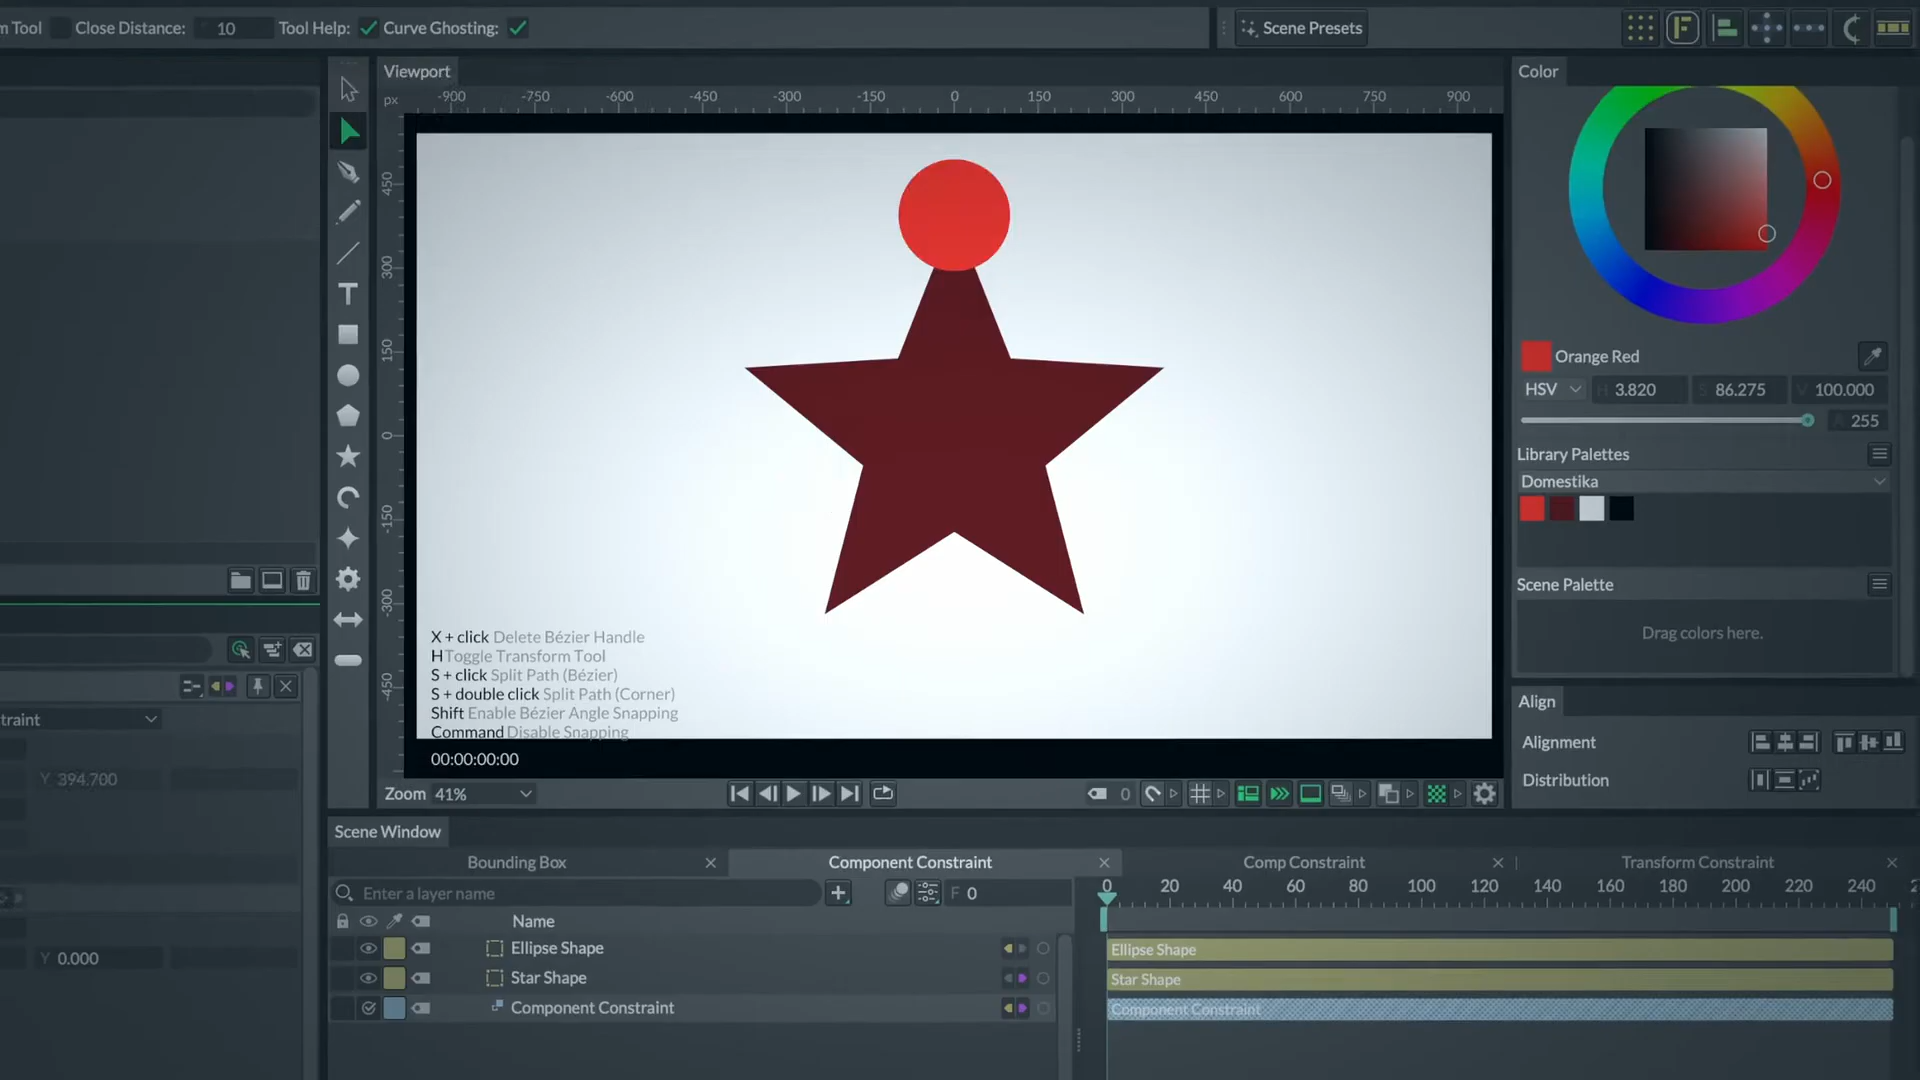 m Tool Close Distance: 10 Tool Help: Curve Ghosting:
Scene Presets
Viewport
px -900 -750 -600 -450 -300 -150 0 150 300 450 600 750 900
450
300
150
0
-150
-300
-450
X + click Delete Bézier Handle
H Toggle Transform Tool
S + click Split Path (Bézier)
S + double click Split Path (Corner)
Shift Enable Bézier Angle Snapping
Command Disable Snapping
00:00:00:00
Zoom 41%
0
Color
Orange Red
HSV H 3.820 S 86.275 V 100.000
255
Library Palettes
Domestika
Scene Palette
Drag colors here.
Align
Alignment
Distribution
traint
Y 394.700
Y 0.000
Scene Window
Bounding Box Component Constraint Comp Constraint Transform Constraint
Enter a layer name F 0
0 20 40 60 80 100 120 140 160 180 200 220 240
Name
Ellipse Shape
Star Shape
Component Constraint
Ellipse Shape
Star Shape
Component Constraint